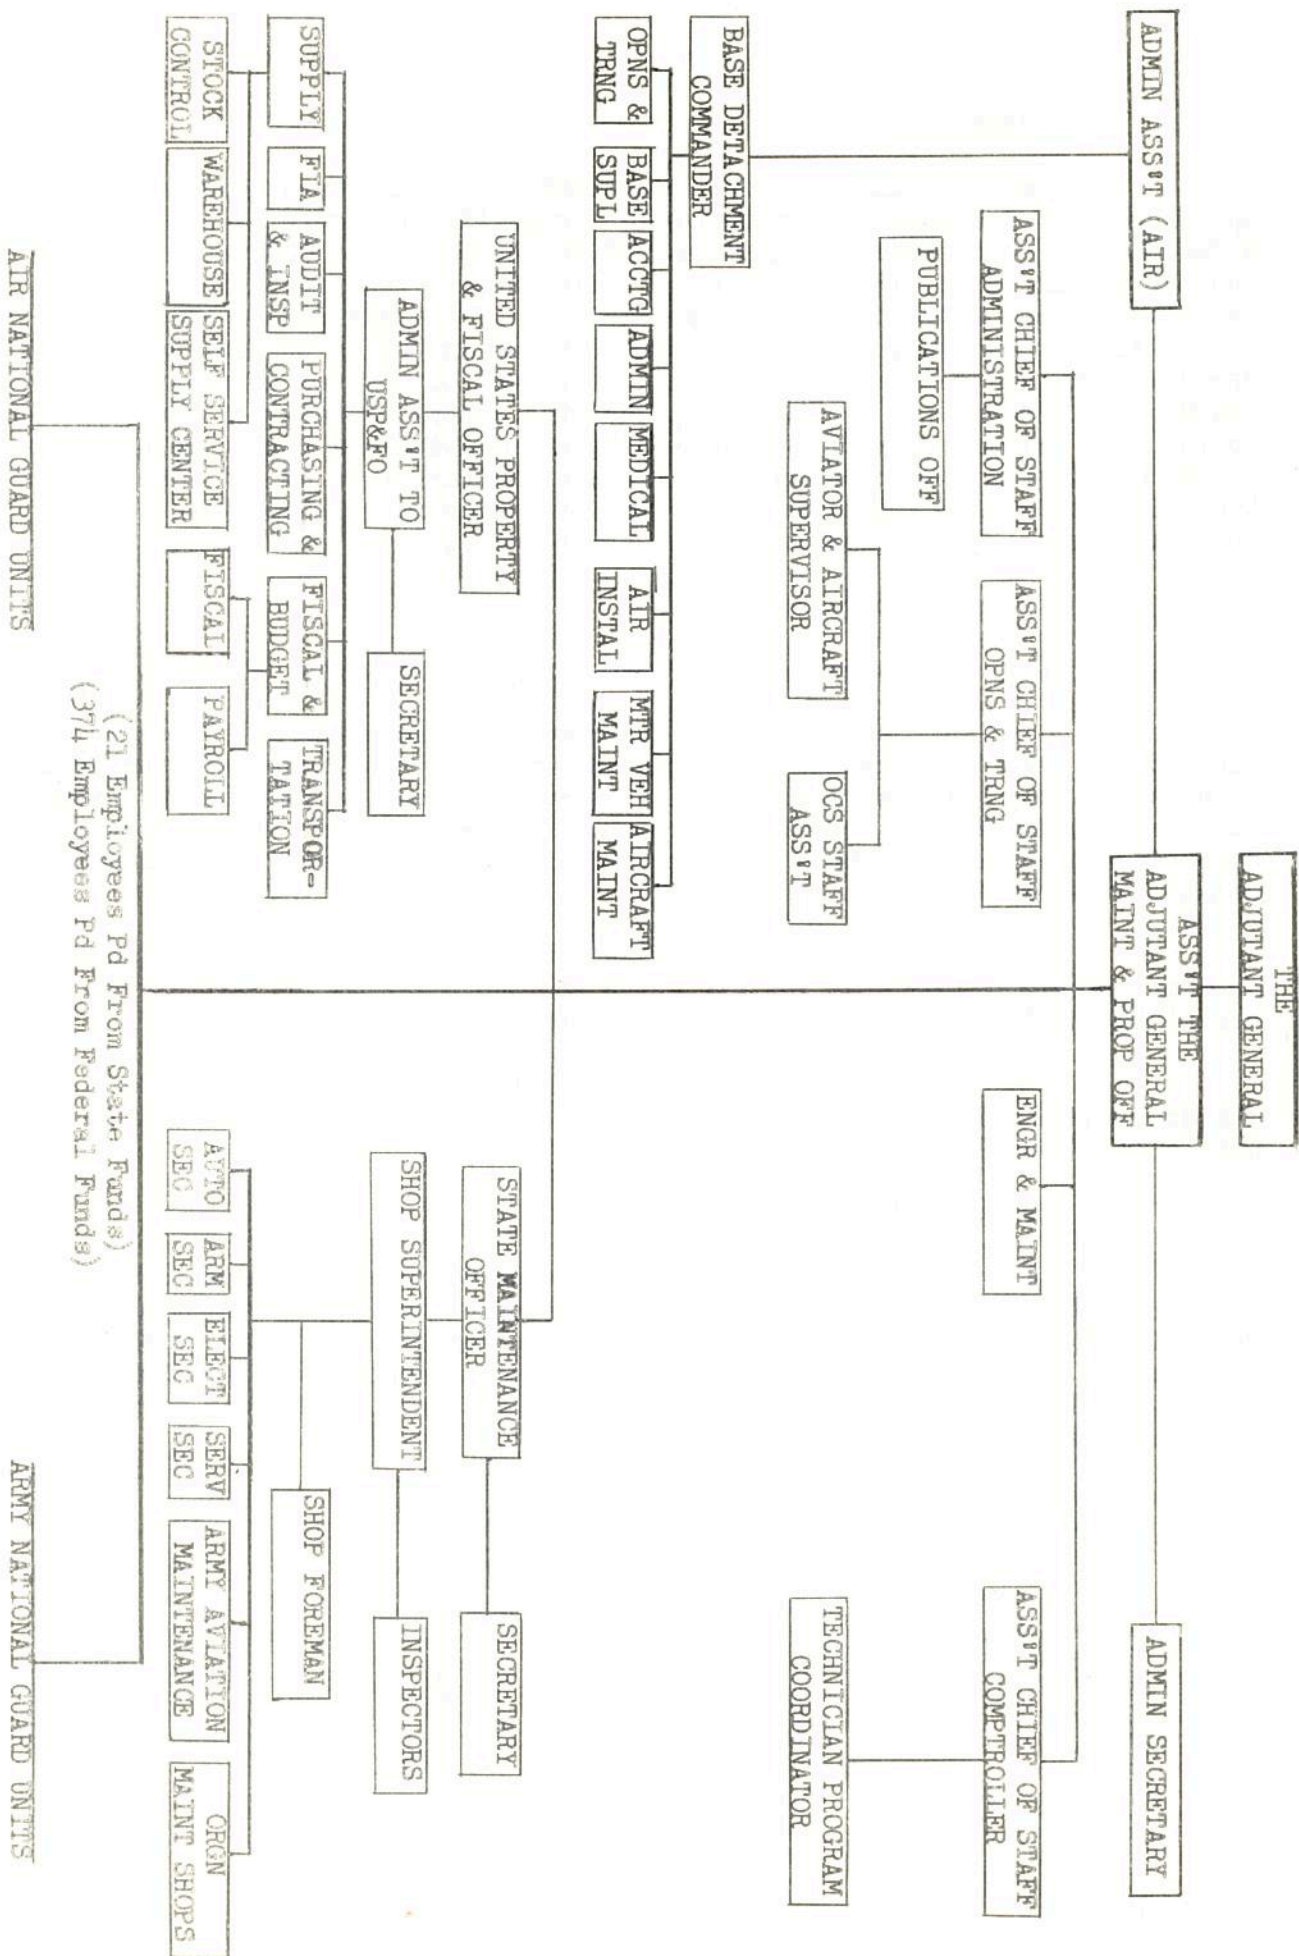 THE
ADJUTANT GENERAL
ASS'T THE
ADJUTANT GENERAL
MAINT & PROP OFF
ADMIN ASS'T (AIR)
ADMIN SECRETARY
ASS'T CHIEF OF STAFF
ADMINISTRATION
ASS'T CHIEF OF STAFF
OPNS & TRNG
ENGR & MAINT
ASS'T CHIEF OF STAFF
COMPTROLLER
PUBLICATIONS OFF
AVIATOR & AIRCRAFT
SUPERVISOR
OCS STAFF
ASS'T
TECHNICIAN PROGRAM
COORDINATOR
BASE DETACHMENT
COMMANDER
OPNS &
TRNG
BASE
SUPL
ACCTG
ADMIN
MEDICAL
AIR
INSTAL
MTR VEH
MAINT
AIRCRAFT
MAINT
UNITED STATES PROPERTY
& FISCAL OFFICER
STATE MAINTENANCE
OFFICER
SECRETARY
ADMIN ASS'T TO
USP&FO
SECRETARY
SHOP SUPERINTENDENT
INSPECTORS
SUPPLY
FIA
AUDIT
& INSP
PURCHASING &
CONTRACTING
FISCAL &
BUDGET
TRANSPOR-
TATION
SHOP FOREMAN
STOCK
CONTROL
WAREHOUSE
SELF SERVICE
SUPPLY CENTER
FISCAL
PAYROLL
AUTO
SEC
ARM
SEC
ELECT
SEC
SERV
SEC
ARMY AVIATION
MAINTENANCE
ORGN
MAINT SHOPS
(21 Employees Pd From State Funds)
(374 Employees Pd From Federal Funds)
AIR NATIONAL GUARD UNITS
ARMY NATIONAL GUARD UNITS